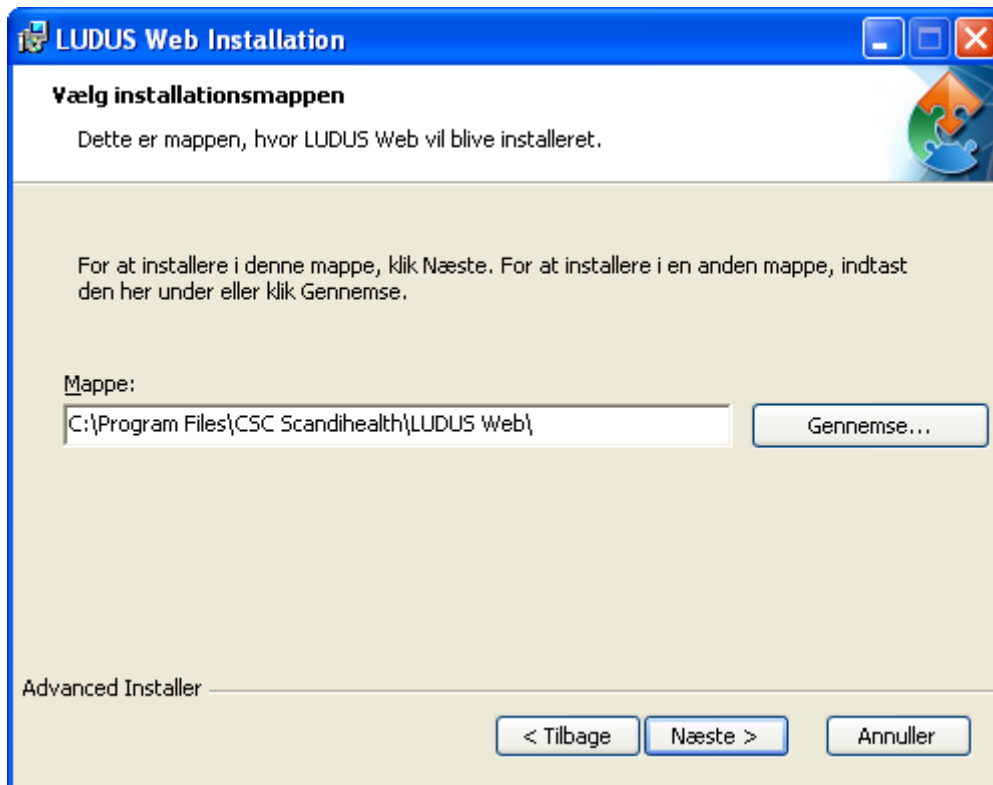 LUDUS Web Installation
Vælg installationsmappen
Dette er mappen, hvor LUDUS Web vil blive installeret.
For at installere i denne mappe, klik Næste. For at installere i en anden mappe, indtast
den her under eller klik Gennemse.
Mappe:
C:\Program Files\CSC Scandihealth\LUDUS Web\
Gennemse...
Advanced Installer
< Tilbage
Næste >
Annuller